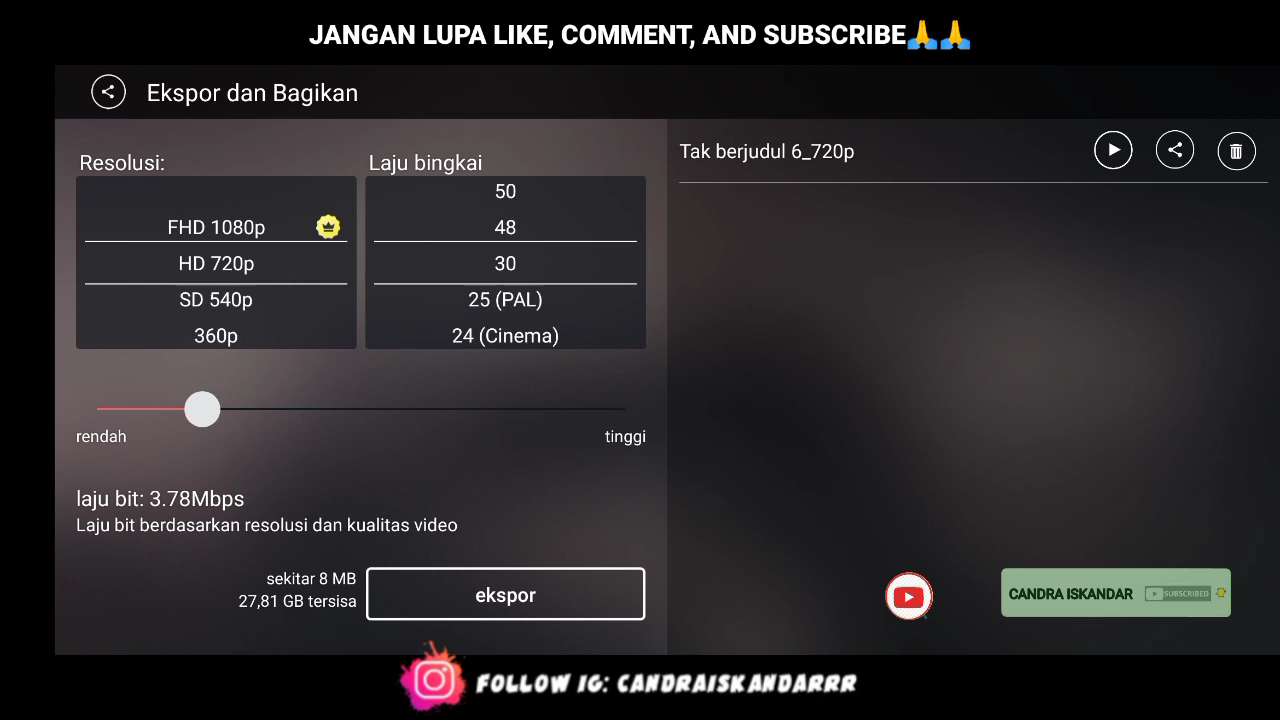 JANGAN LUPA LIKE, COMMENT, AND SUBSCRIBE🙏🙏
Ekspor dan Bagikan
Resolusi:
FHD 1080p
HD 720p
SD 540p
360p
Laju bingkai
50
48
30
25 (PAL)
24 (Cinema)
rendah
tinggi
laju bit: 3.78Mbps
Laju bit berdasarkan resolusi dan kualitas video
sekitar 8 MB
27,81 GB tersisa
ekspor
Tak berjudul 6_720p
CANDRA ISKANDAR
SUBSCRIBED
FOLLOW IG: CANDRAISKANDARRR